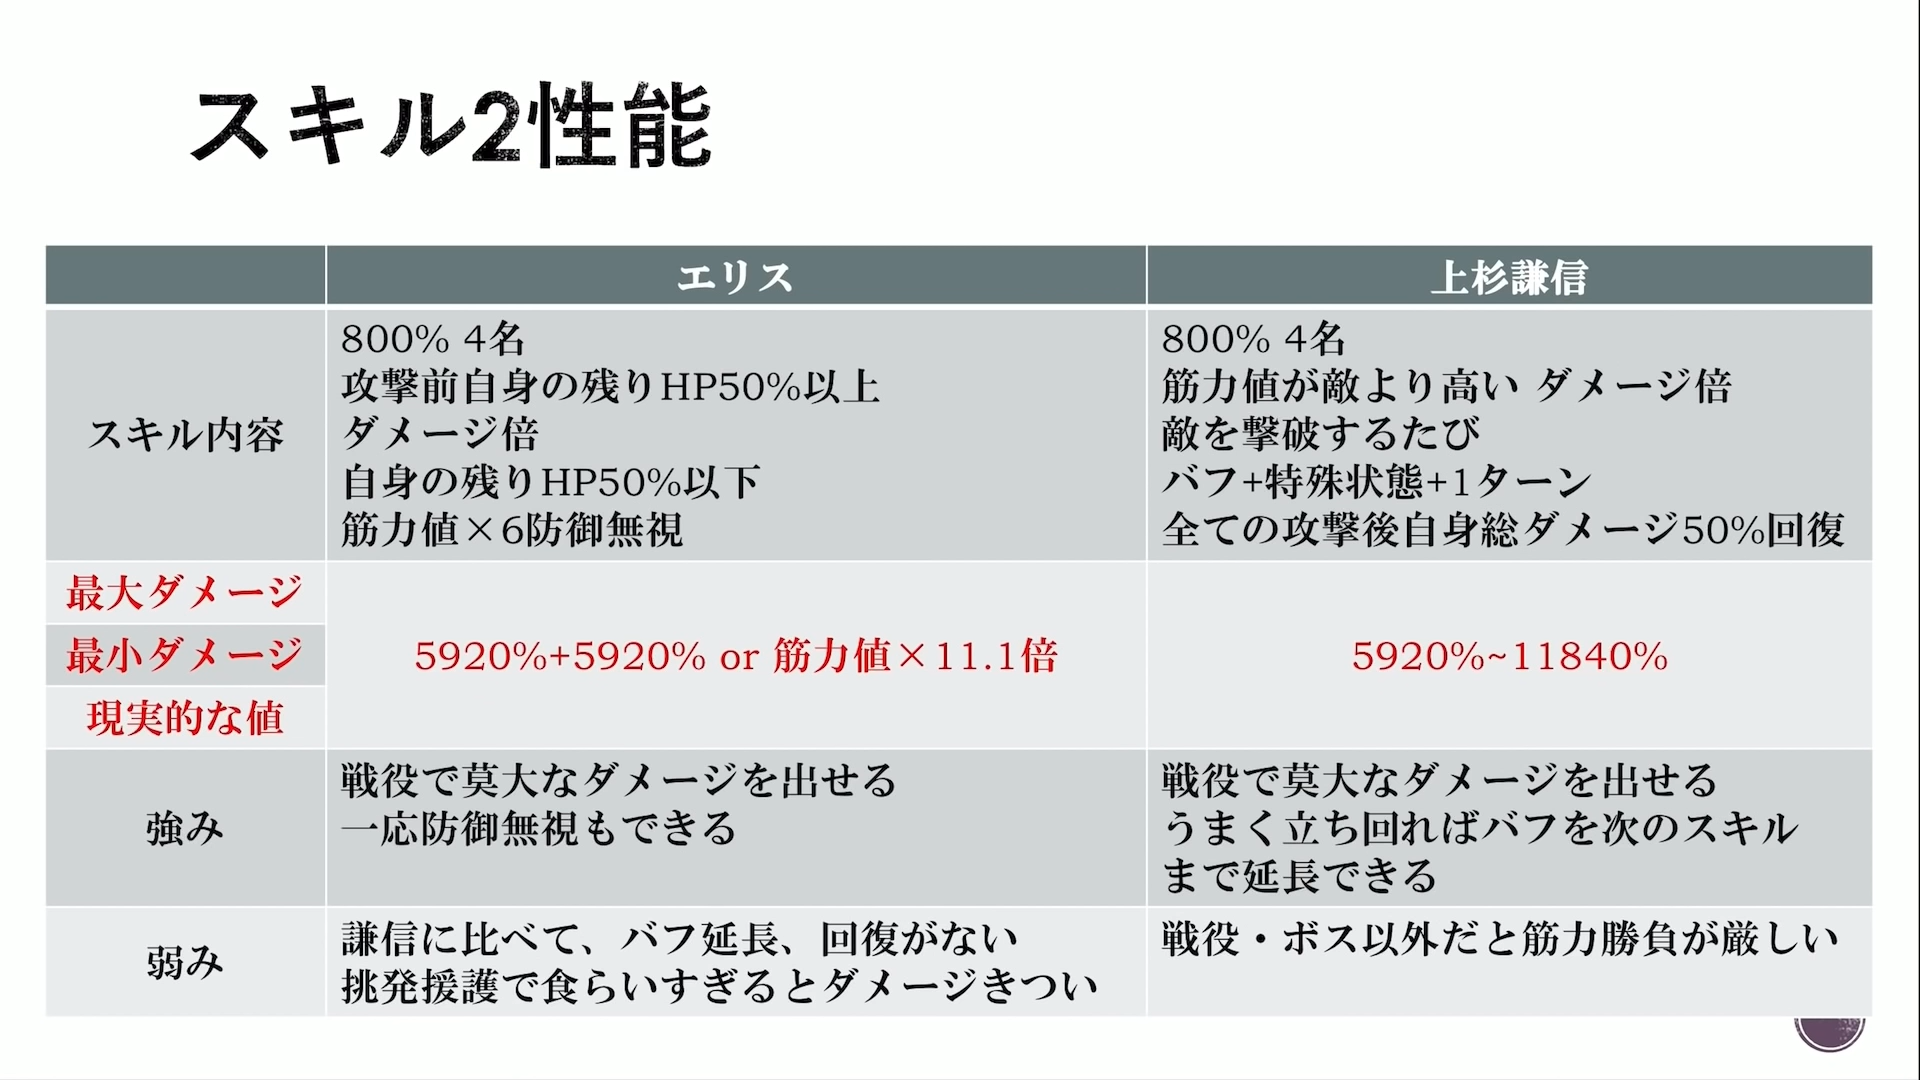 スキル2性能
エリス
上杉謙信
スキル内容
800% 4名
攻撃前自身の残りHP50%以上
ダメージ倍
自身の残りHP50%以下
筋力値×6防御無視
800% 4名
筋力値が敵より高い ダメージ倍
敵を撃破するたび
バフ+特殊状態+1ターン
全ての攻撃後自身総ダメージ50%回復
最大ダメージ
最小ダメージ
現実的な値
5920%+5920% or 筋力値×11.1倍
5920%~11840%
強み
戦役で莫大なダメージを出せる
一応防御無視もできる
戦役で莫大なダメージを出せる
うまく立ち回ればバフを次のスキル
まで延長できる
弱み
謙信に比べて、バフ延長、回復がない
挑発援護で食らいすぎるとダメージきつい
戦役・ボス以外だと筋力勝負が厳しい